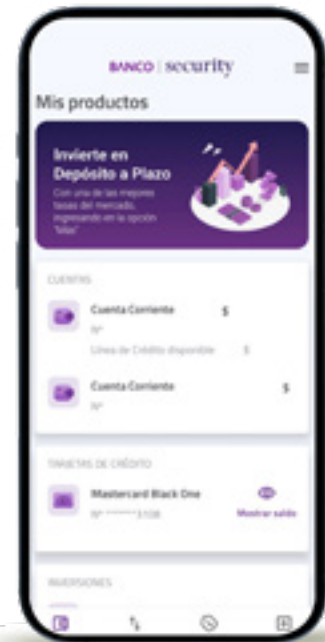 BANCO | security
Mis productos
Invierte en
Depósito a Plazo
Con una de las mejores
tasas del mercado,
ingresando en la opción
"Más"
CUENTAS
Cuenta Corriente $
N°
Línea de Crédito disponible $
Cuenta Corriente $
N°
TARJETAS DE CRÉDITO
Mastercard Black One
N° ******3108
Mostrar saldo
INVERSIONES